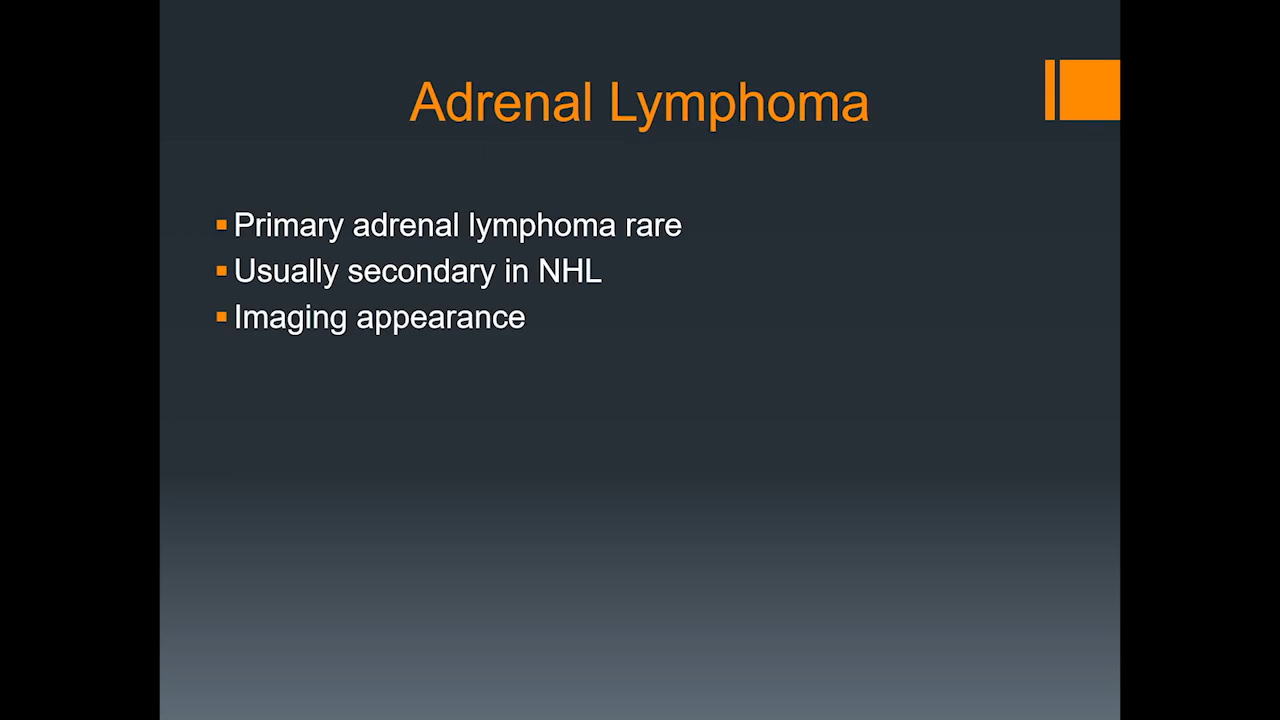 Adrenal Lymphoma
Primary adrenal lymphoma rare
Usually secondary in NHL
Imaging appearance